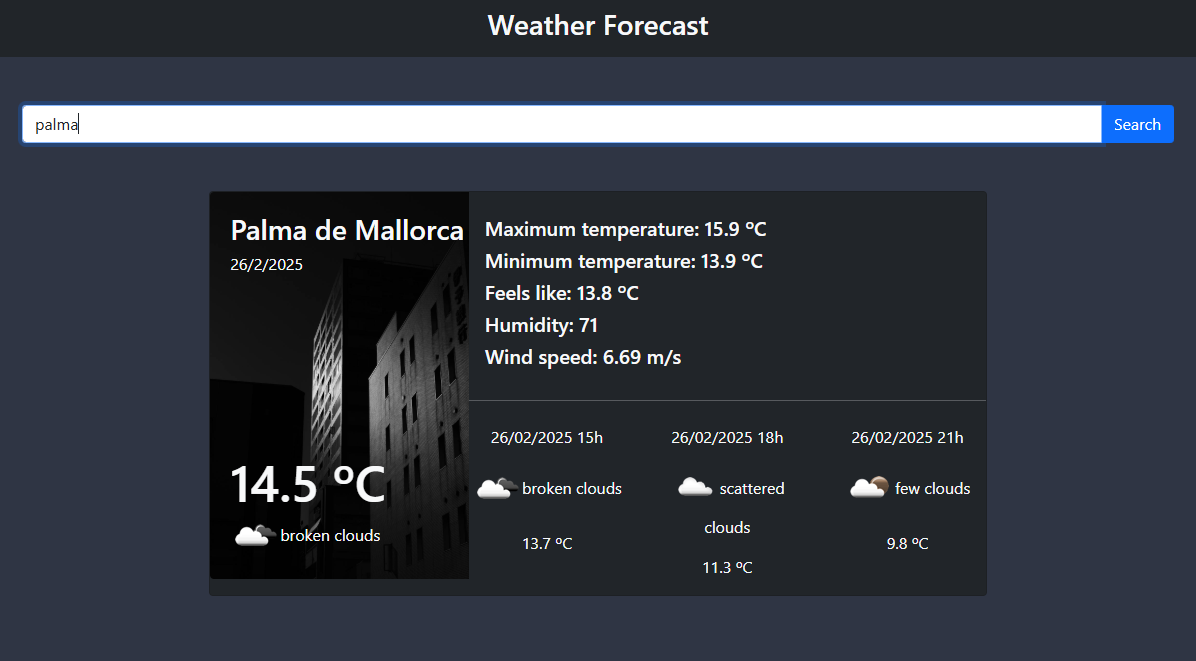 Weather Forecast
palma
Search
Palma de Mallorca
26/2/2025
14.5 ºC
broken clouds
Maximum temperature: 15.9 ºC
Minimum temperature: 13.9 ºC
Feels like: 13.8 ºC
Humidity: 71
Wind speed: 6.69 m/s
26/02/2025 15h
broken clouds
13.7 ºC
26/02/2025 18h
scattered
clouds
11.3 ºC
26/02/2025 21h
few clouds
9.8 ºC